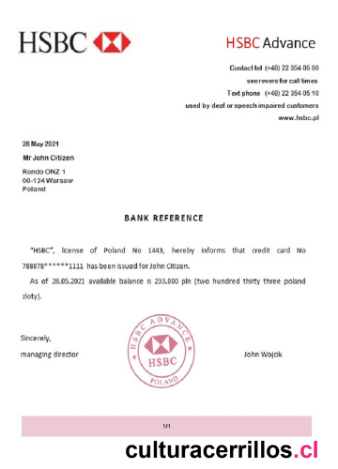 HSBC
HSBC Advance
Contact tel (+48) 22 354 05 00
see revers for call times
Text phone (+48) 22 354 05 10
used by deaf or speech impaired customers
www.hsbc.pl
28 May 2021
Mr John Citizen
Rondo ONZ 1
00-124 Warsaw
Poland
BANK REFERENCE
"HSBC", license of Poland No 1448, hereby informs that credit card No
788878******1111 has been issued for John Citizen.
As of 28.05.2021 available balance is 233.000 pln (two hundred thirty three poland
zloty).
Sincerely,
managing director
HSBC ADVANCE
HSBC
POLAND
John Wojcik
1/1
culturacerrillos.cl